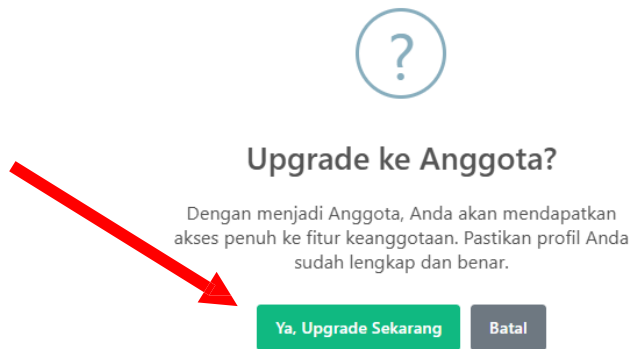 ?
Upgrade ke Anggota?
Dengan menjadi Anggota, Anda akan mendapatkan
akses penuh ke fitur keanggotaan. Pastikan profil Anda
sudah lengkap dan benar.
Ya, Upgrade Sekarang Batal